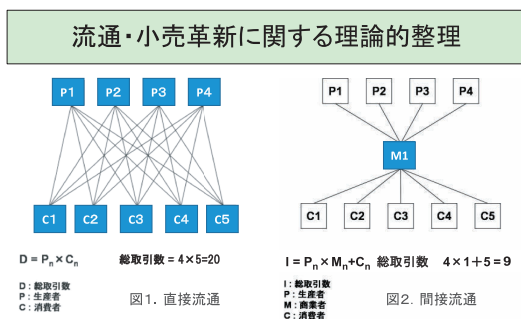 流通・小売革新に関する理論的整理
P1 P2 P3 P4
C1 C2 C3 C4 C5
D = Pn × Cn 総取引数 = 4×5=20
D : 総取引数
P : 生産者
C : 消費者
図1. 直接流通
P1 P2 P3 P4
M1
C1 C2 C3 C4 C5
I = Pn × Mn+Cn 総取引数 4×1+5=9
I : 総取引数
P : 生産者
M : 商業者
C : 消費者
図2. 間接流通